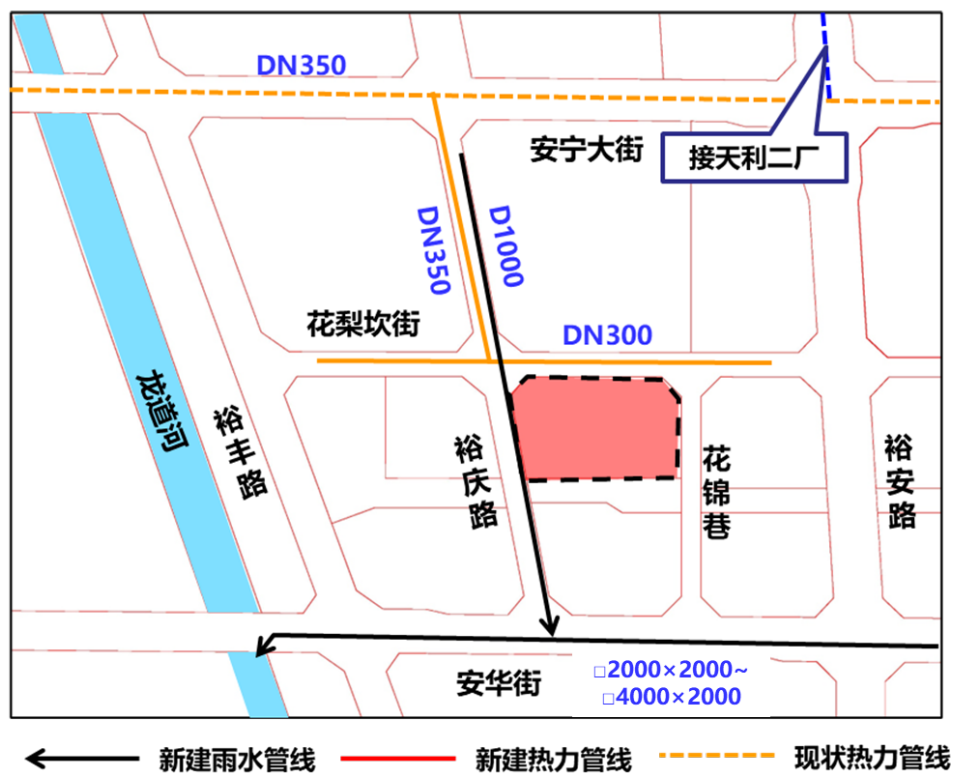 DN350
安宁大街
接天利二厂
DN350
D1000
花梨坎街
DN300
龙道河
裕丰路
裕庆路
花锦巷
裕安路
安华街
□2000×2000~
□4000×2000
新建雨水管线
新建热力管线
现状热力管线